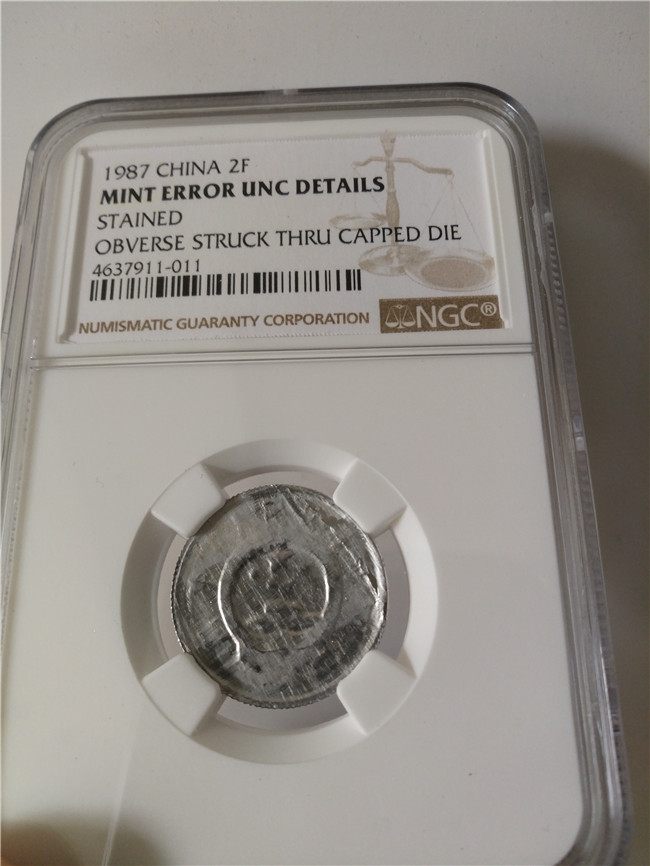 1987 CHINA 2F
MINT ERROR UNC DETAILS
STAINED
OBVERSE STRUCK THRU CAPPED DIE
4637911-011
NUMISMATIC GUARANTY CORPORATION
NGC®